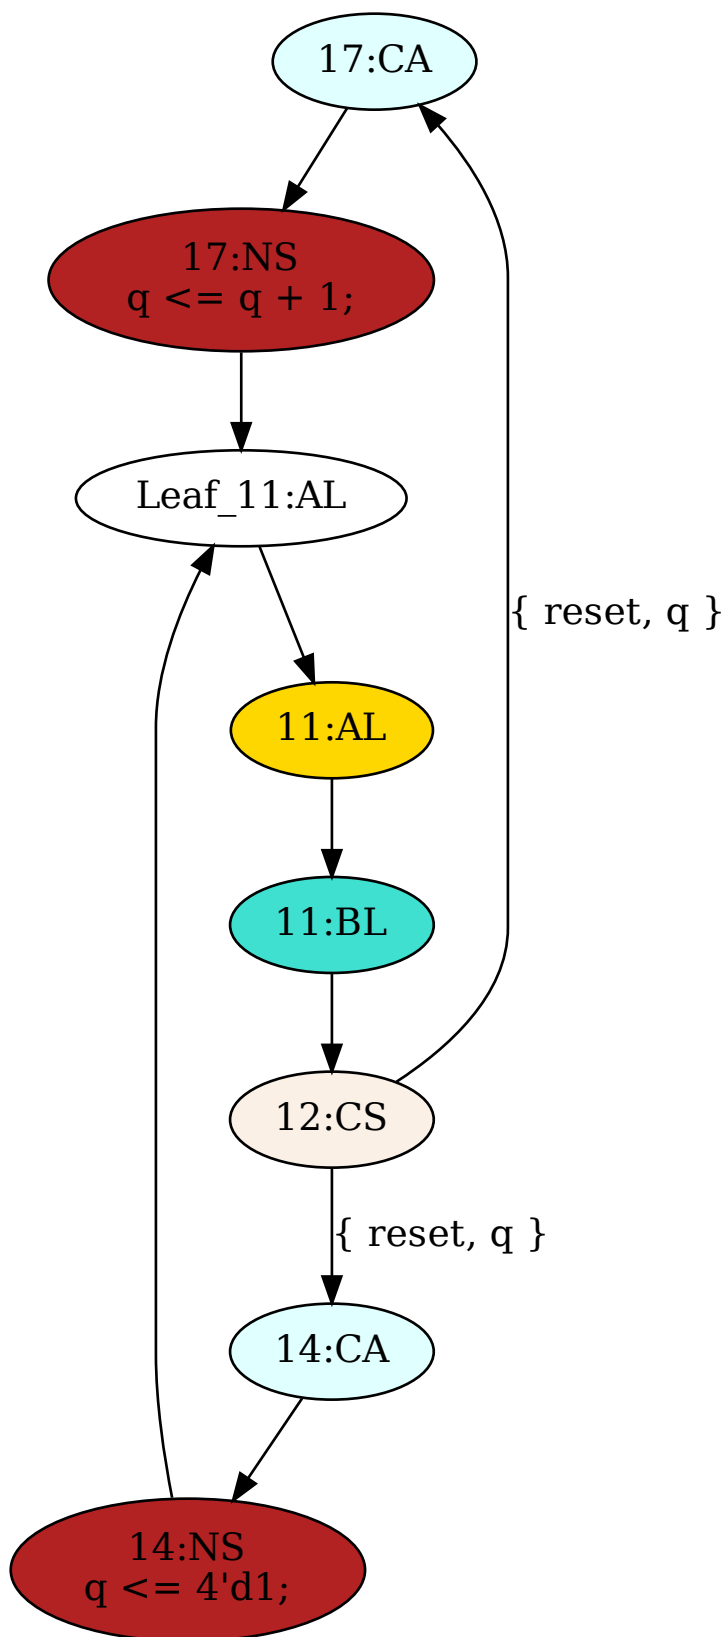 17:CA
17:NS
q <= q + 1;
Leaf_11:AL
{ reset, q }
11:AL
11:BL
12:CS
{ reset, q }
14:CA
14:NS
q <= 4'd1;